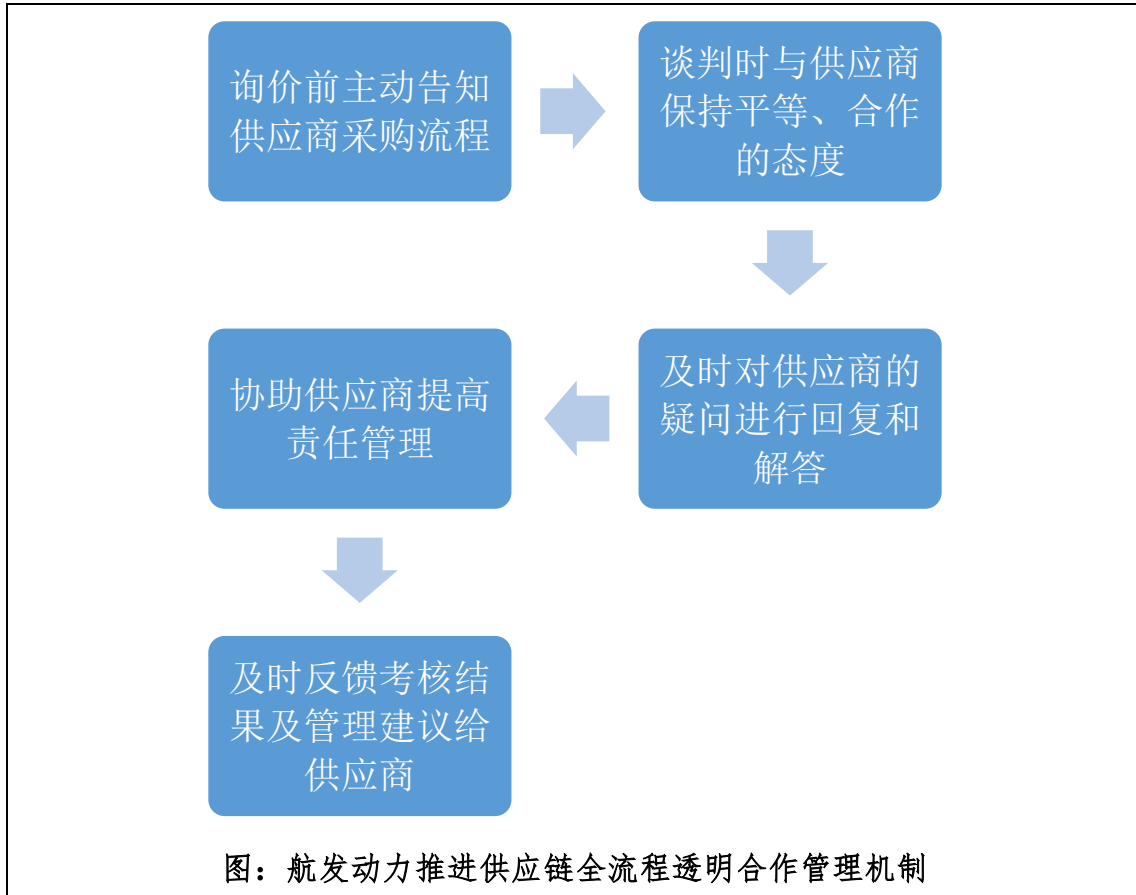 询价前主动告知
供应商采购流程
谈判时与供应商
保持平等、合作
的态度
及时对供应商的
疑问进行回复和
解答
协助供应商提高
责任管理
及时反馈考核结
果及管理建议给
供应商
图：航发动力推进供应链全流程透明合作管理机制